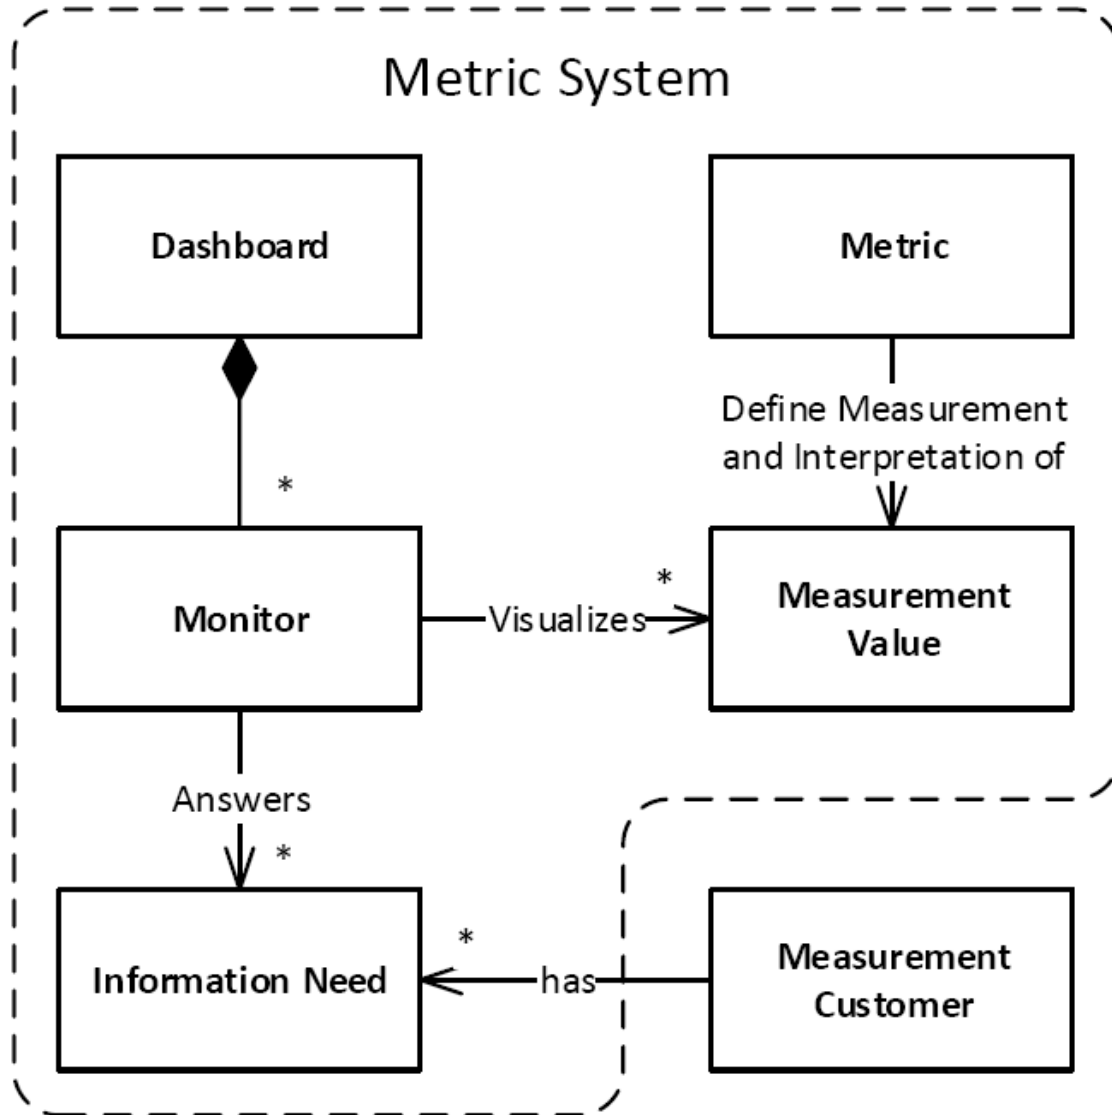 Metric System
Dashboard
Metric
Define Measurement
and Interpretation of
*
Monitor
Visualizes
*
Measurement
Value
Answers
*
Information Need
*
has
Measurement
Customer